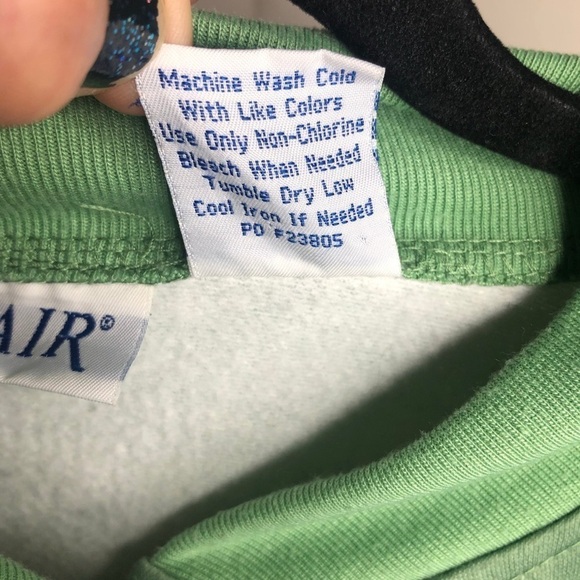 Machine Wash Cold
With Like Colors
Use Only Non-Chlorine
Bleach When Needed
Tumble Dry Low
Cool Iron If Needed
PO F23805
AIR®